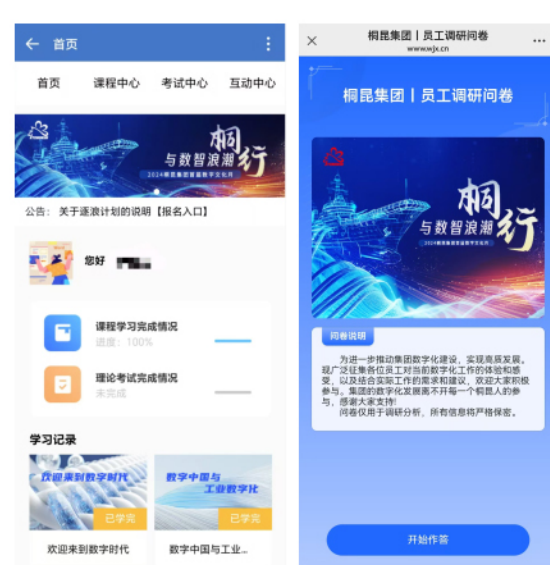 首页
首页 课程中心 考试中心 互动中心
与数智浪潮
桐行
2024桐昆集团首届数字文化月
公告： 关于逐浪计划的说明【报名入口】
您好
课程学习完成情况
进度：100%
理论考试完成情况
未完成
学习记录
欢迎来到数字时代
已学完
欢迎来到数字时代
数字中国与
工业数字化
已学完
数字中国与工业...
桐昆集团丨员工调研问卷
www.wjx.cn
桐昆集团丨员工调研问卷
与数智浪潮
桐行
2024桐昆集团首届数字文化月
问卷说明
为进一步推动集团数字化建设，实现高质发展。
现广泛征集各位员工对当前数字化工作的体验和感
受，以及结合实际工作的需求和建议，欢迎大家积极
参与。集团的数字化发展离不开每一个桐昆人的参
与，感谢大家支持!
问卷仅用于调研分析，所有信息将严格保密。
开始作答